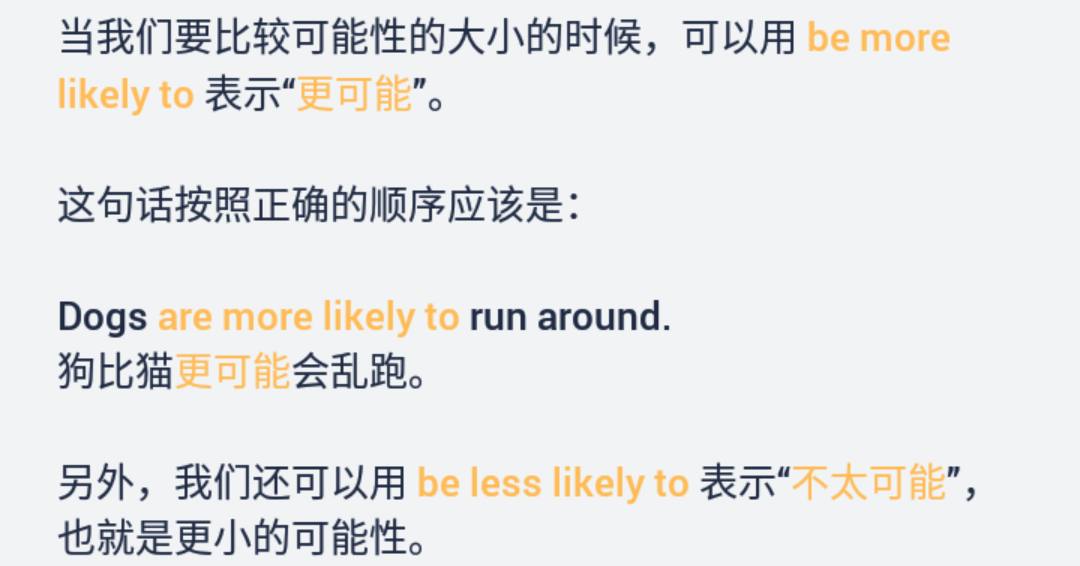 当我们要比较可能性的大小的时候，可以用 be more
likely to 表示“更可能”。
这句话按照正确的顺序应该是：
Dogs are more likely to run around.
狗比猫更可能会乱跑。
另外，我们还可以用 be less likely to 表示“不太可能”，
也就是更小的可能性。